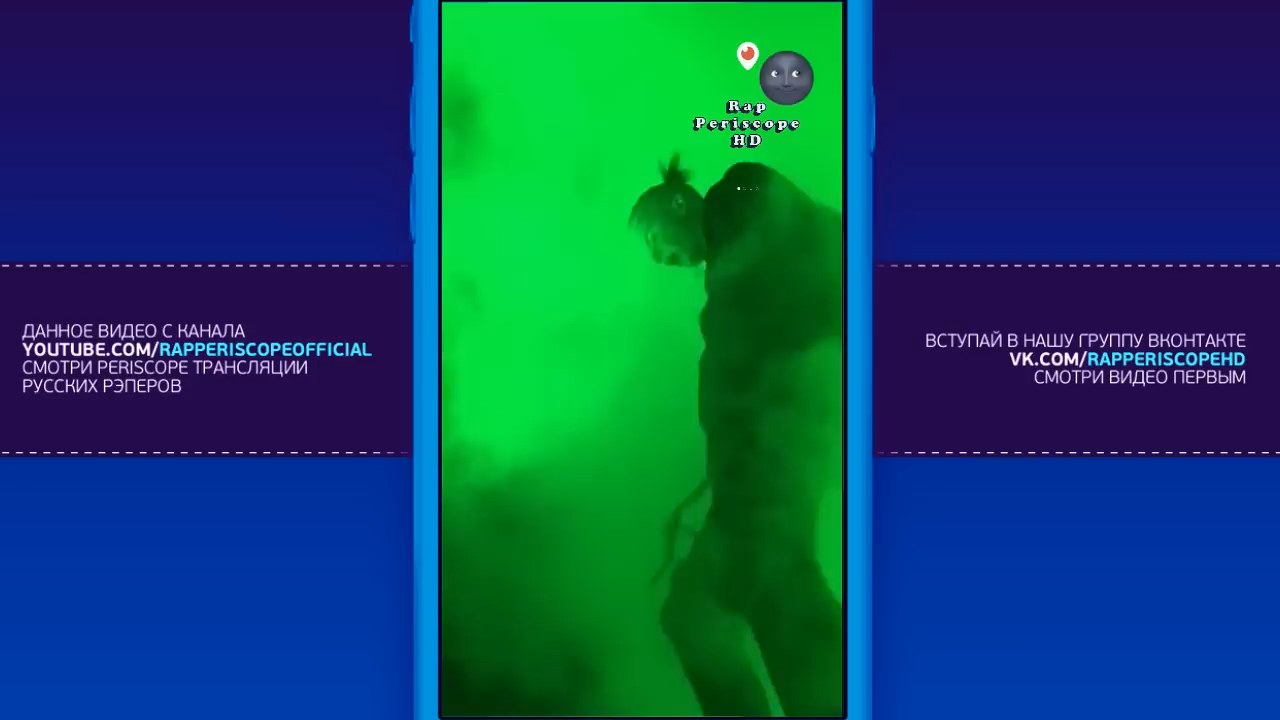 Rap
Periscope
HD
ДАННОЕ ВИДЕО С КАНАЛА
YOUTUBE.COM/RAPPERISCOPEOFFICIAL
СМОТРИ PERISCOPE ТРАНСЛЯЦИИ
РУССКИХ РЭПЕРОВ
ВСТУПАЙ В НАШУ ГРУППУ ВКОНТАКТЕ
VK.COM/RAPPERISCOPEHD
СМОТРИ ВИДЕО ПЕРВЫМ